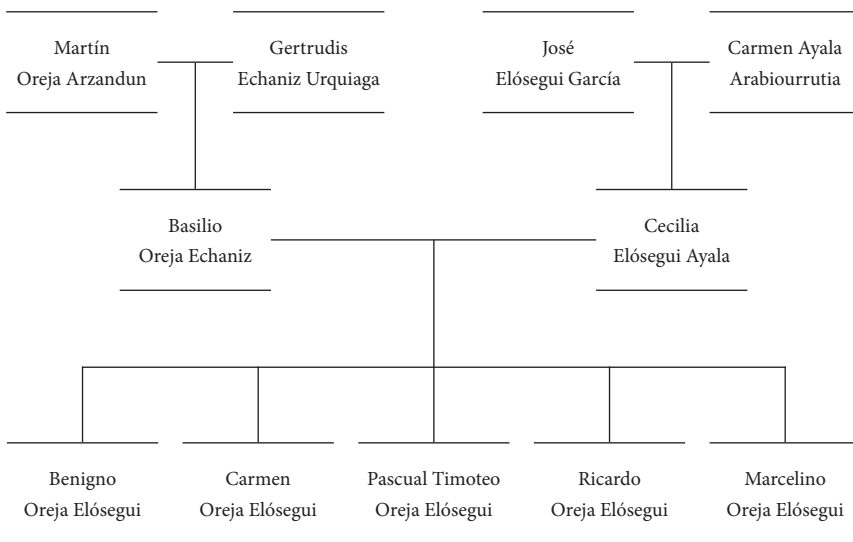 Martín
Oreja Arzandun
Gertrudis
Echaniz Urquiaga
José
Elósegui García
Carmen Ayala
Arabiourrutia
Basilio
Oreja Echaniz
Cecilia
Elósegui Ayala
Benigno
Oreja Elósegui
Carmen
Oreja Elósegui
Pascual Timoteo
Oreja Elósegui
Ricardo
Oreja Elósegui
Marcelino
Oreja Elósegui